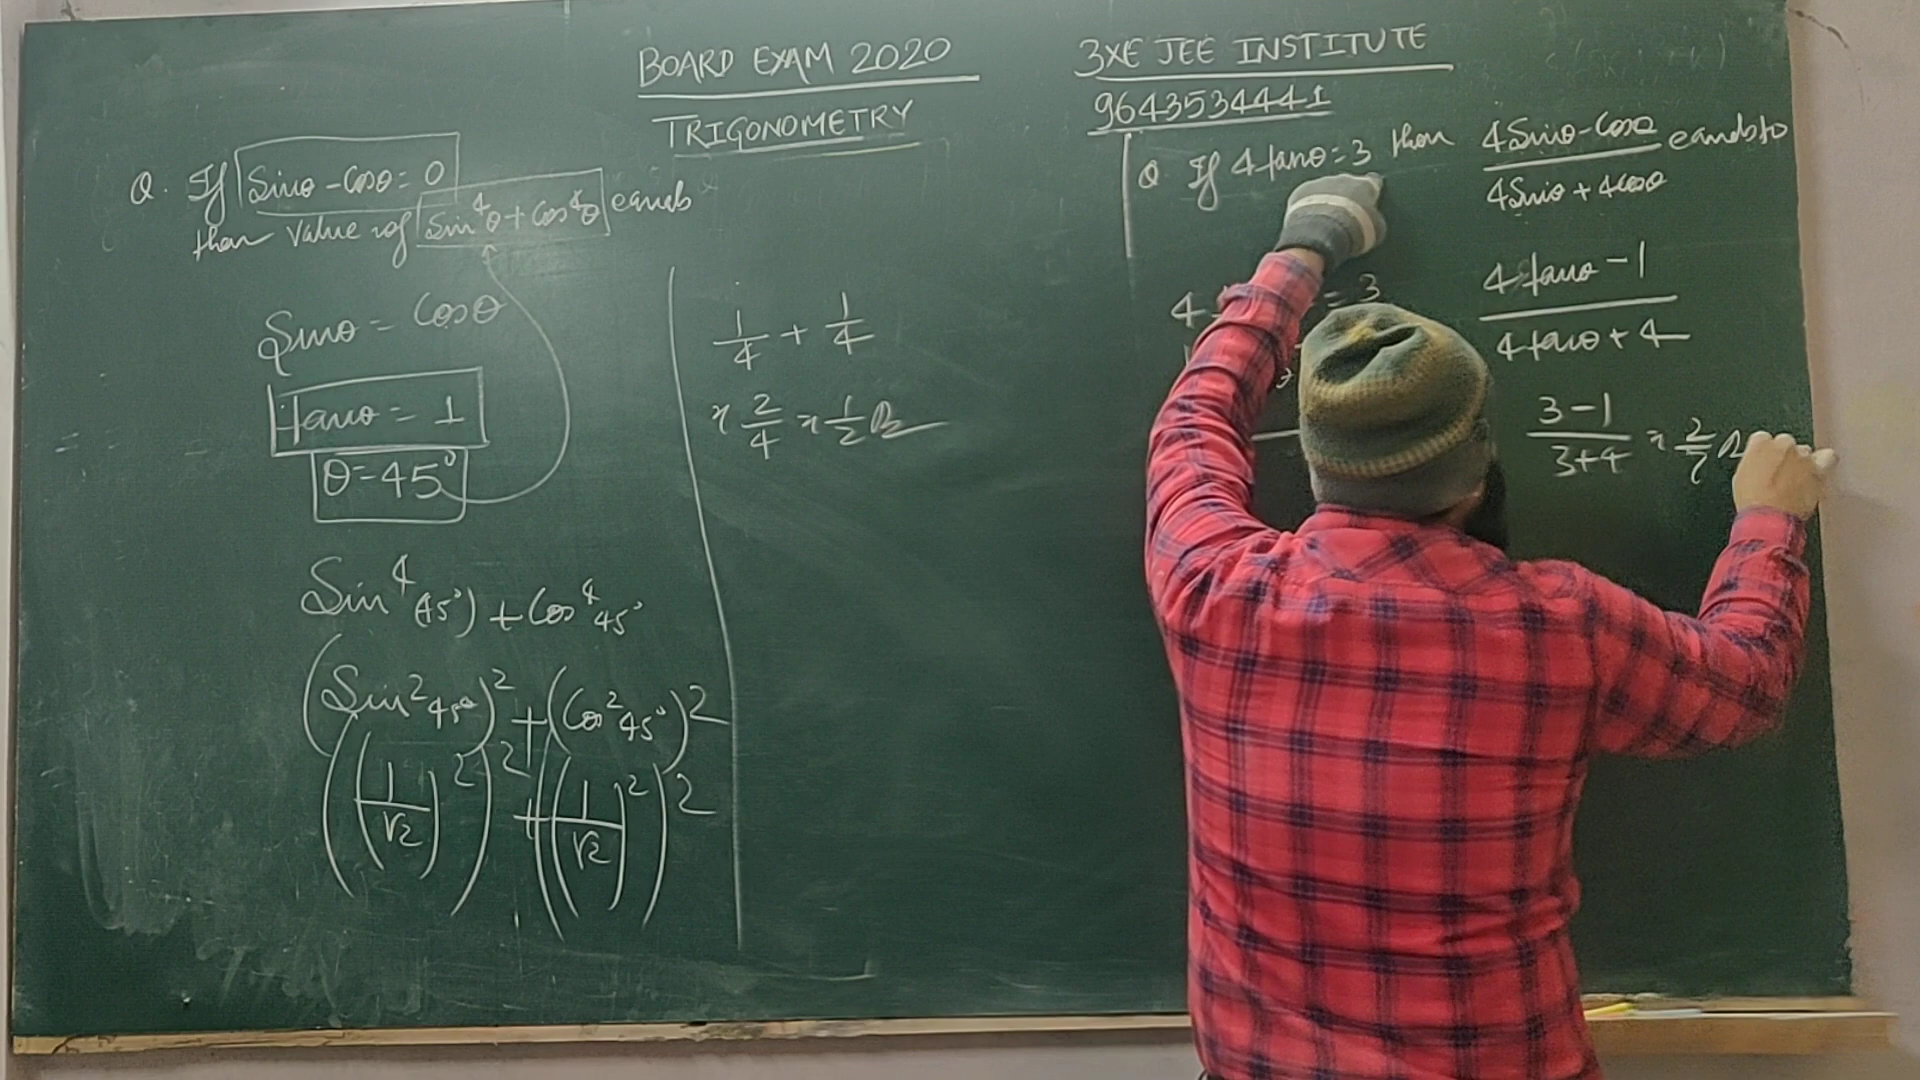 BOARD EXAM 2020
TRIGONOMETRY
Q. If Sinθ - Cosθ = 0
then value of Sin⁴θ + Cos⁴θ equals
Sinθ = Cosθ
tanθ = 1
θ = 45°
Sin⁴(45°) + Cos⁴45°
(Sin²45°)² + (Cos²45°)²
((1/√2)²)² + ((1/√2)²)²
1/4 + 1/4
= 2/4 = 1/2
3XE JEE INSTITUTE
9643534441
Q If 4tanθ = 3 then (4Sinθ - Cosθ)/(4Sinθ + 4Cosθ) equals to
4 = 3
(4tanθ - 1)/(4tanθ + 4)
(3-1)/(3+4) = 2/7